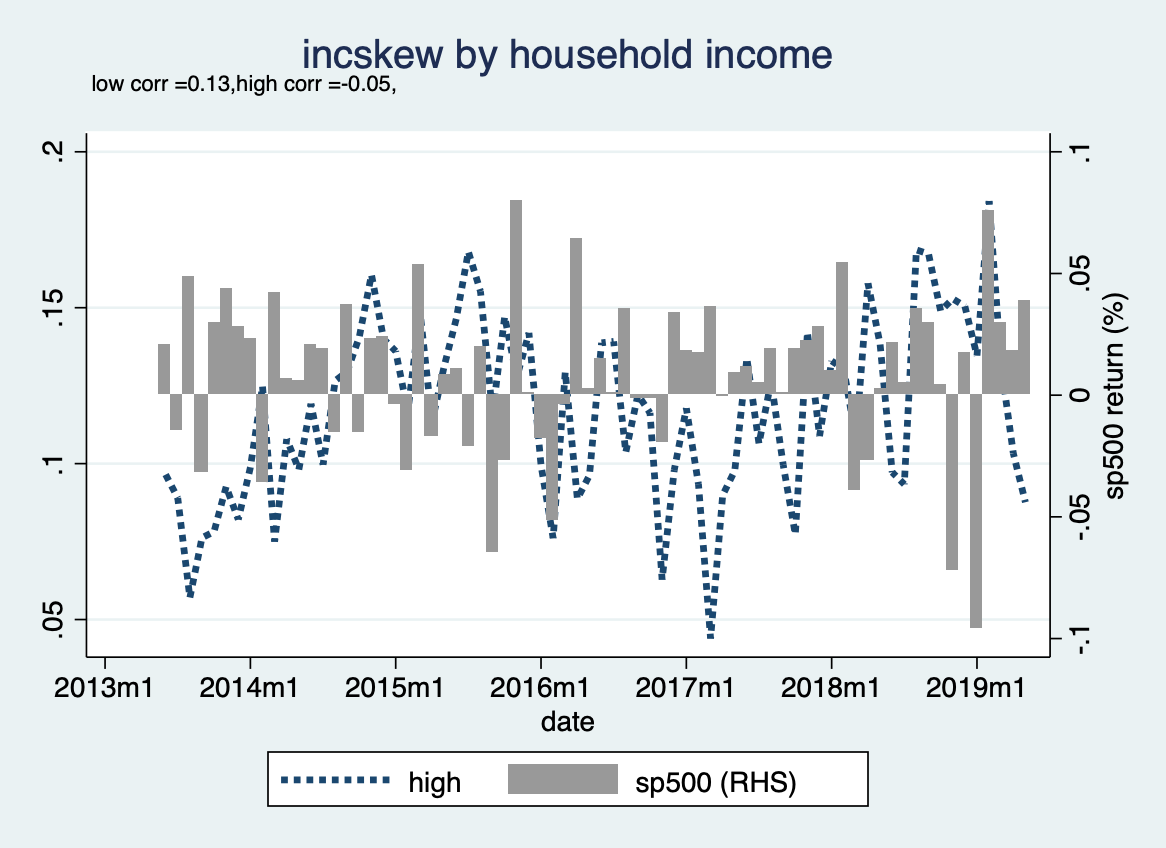 incskew by household income
low corr =0.13,high corr =-0.05,
.2
.15
.1
.05
.1
.05
0
-.05
-.1
sp500 return (%)
2013m1 2014m1 2015m1 2016m1 2017m1 2018m1 2019m1
date
high sp500 (RHS)